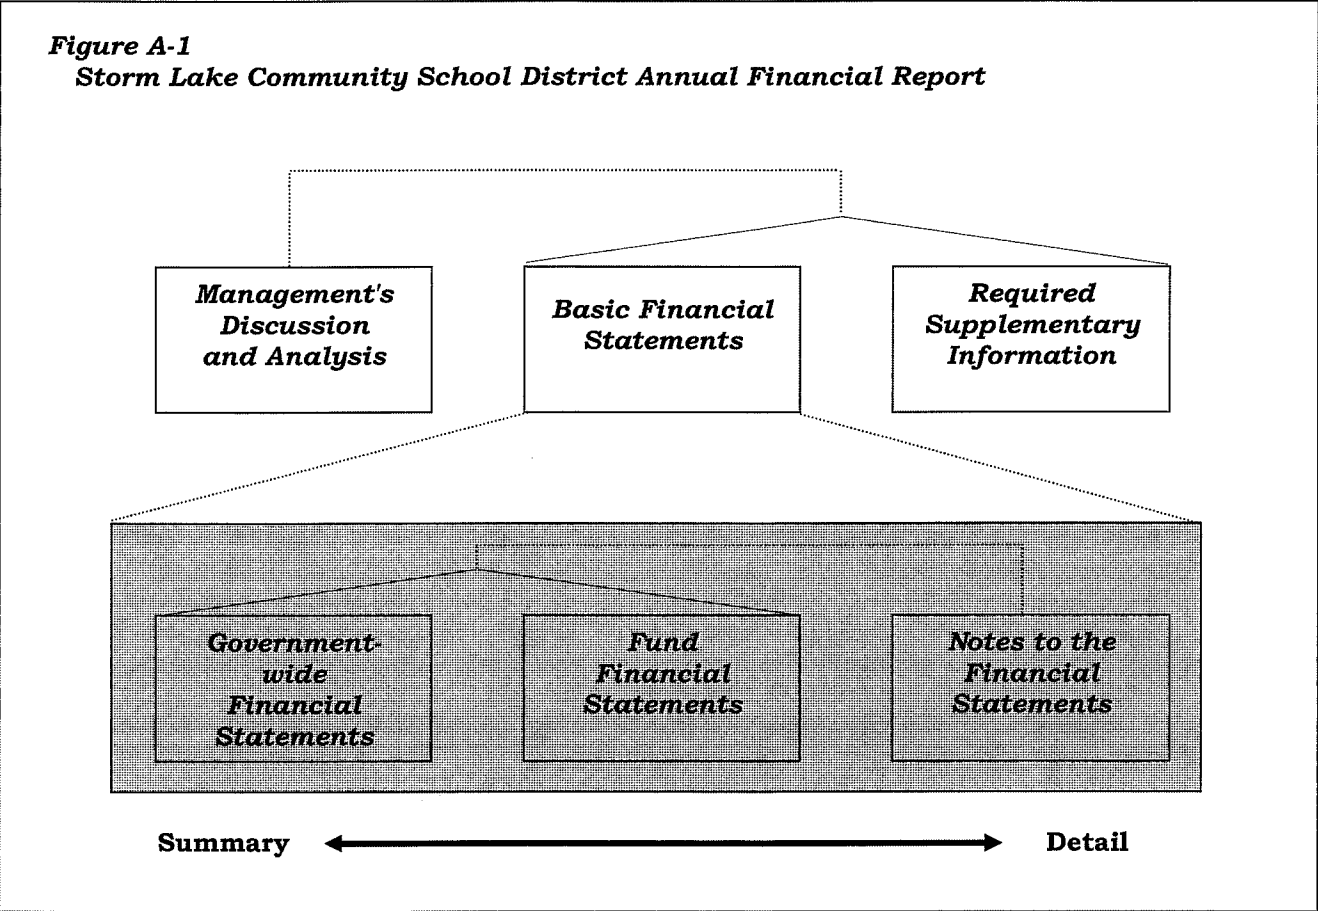 Figure A-1
Storm Lake Community School District Annual Financial Report
Management's
Discussion
and Analysis
Basic Financial
Statements
Required
Supplementary
Information
Government-
wide
Financial
Statements
Fund
Financial
Statements
Notes to the
Financial
Statements
Summary
Detail